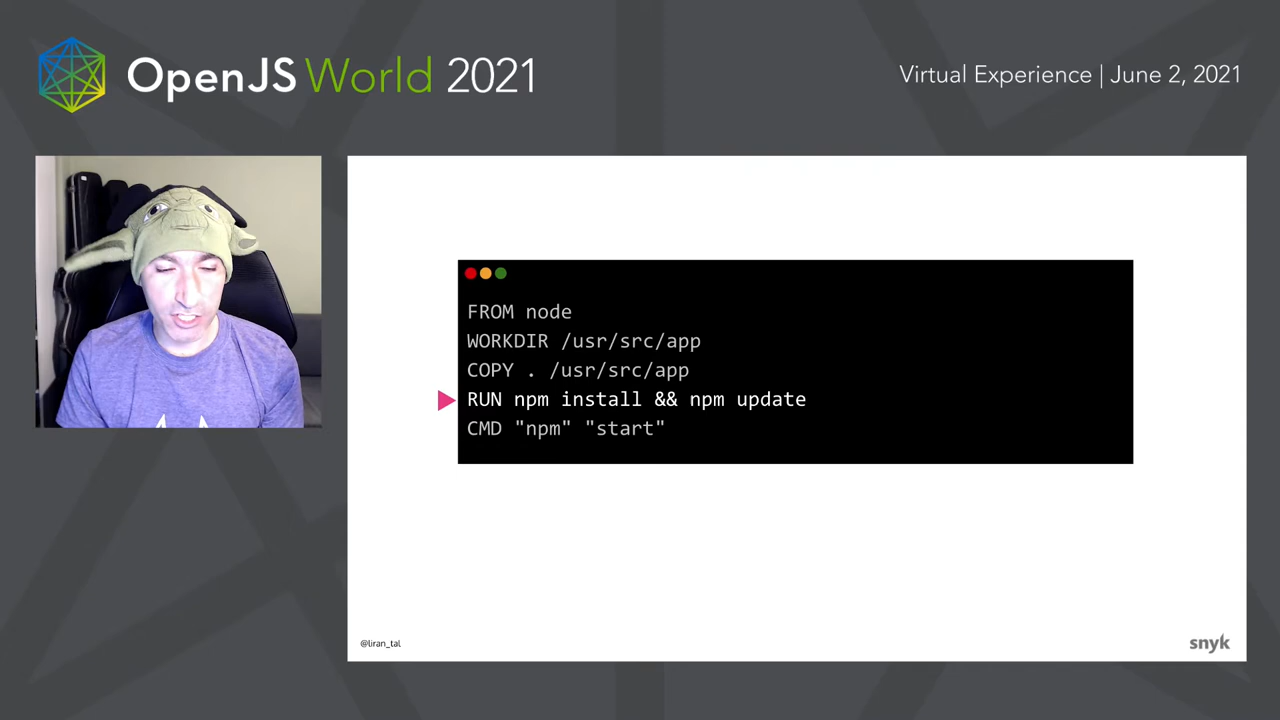 OpenJS World 2021
Virtual Experience | June 2, 2021
FROM node
WORKDIR /usr/src/app
COPY . /usr/src/app
RUN npm install && npm update
CMD "npm" "start"
@liran_tal
snyk